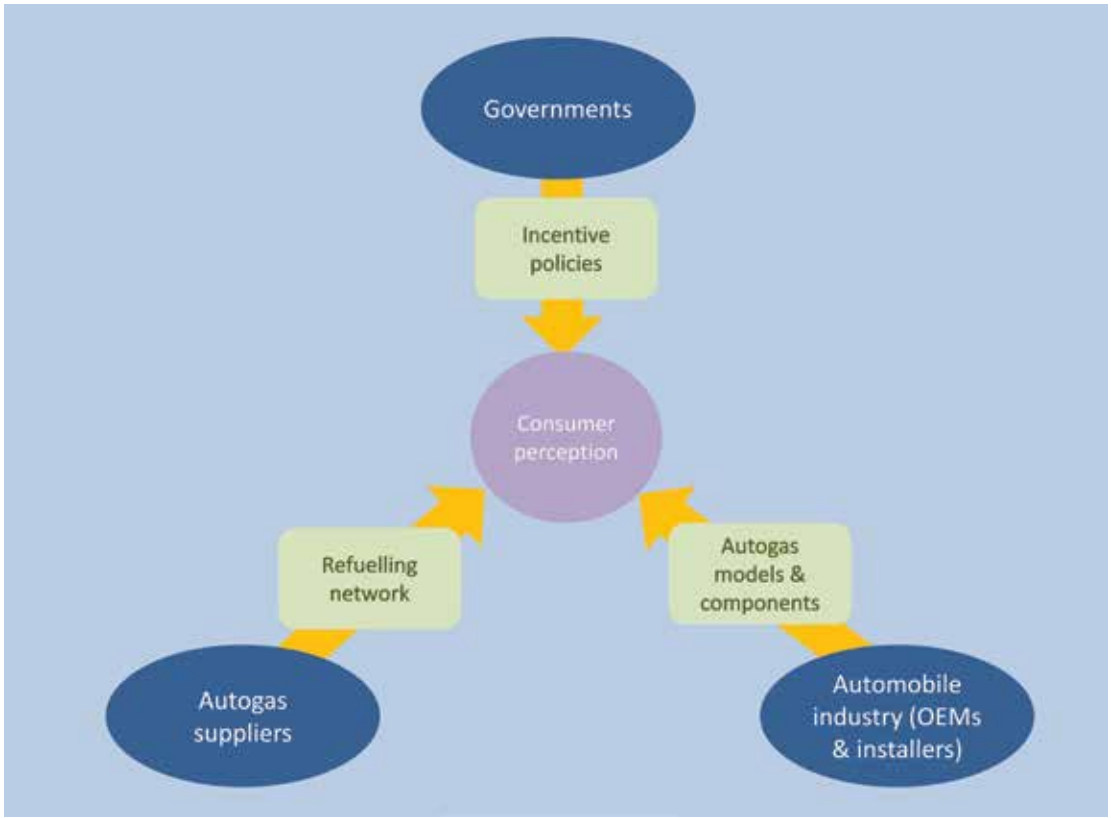 Governments
Incentive
policies
Consumer
perception
Refuelling
network
Autogas
models &
components
Autogas
suppliers
Automobile
industry (OEMs
& installers)